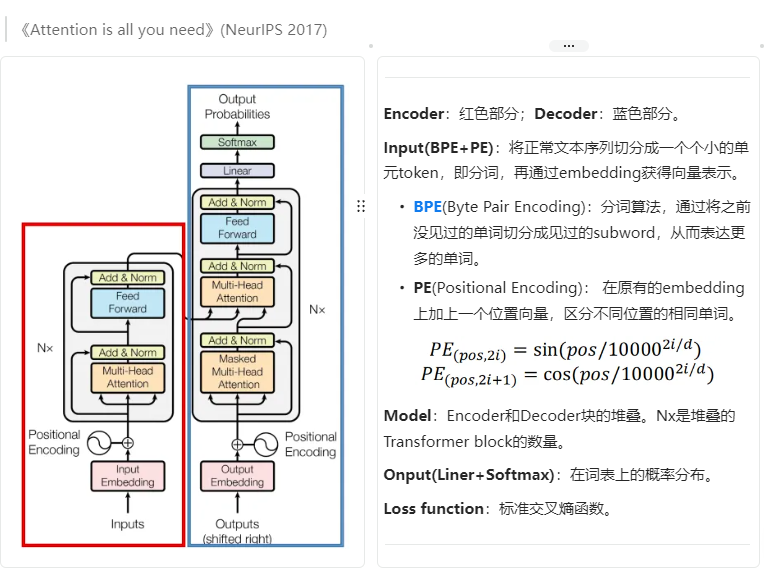 《Attention is all you need》(NeurIPS 2017)
Output
Probabilities
Softmax
Linear
Add & Norm
Feed
Forward
Add & Norm
Multi-Head
Attention
Nx
Add & Norm
Masked
Multi-Head
Attention
Positional
Encoding
Output
Embedding
Outputs
(shifted right)
Add & Norm
Feed
Forward
Nx
Add & Norm
Multi-Head
Attention
Positional
Encoding
Input
Embedding
Inputs
Encoder：红色部分；Decoder：蓝色部分。
Input(BPE+PE)：将正常文本序列切分成一个个小的单
元token，即分词，再通过embedding获得向量表示。
• BPE(Byte Pair Encoding)：分词算法，通过将之前
没见过的单词切分成见过的subword，从而表达更
多的单词。
• PE(Positional Encoding)： 在原有的embedding
上加上一个位置向量，区分不同位置的相同单词。
PE(pos,2i) = sin(pos/10000^2i/d)
PE(pos,2i+1) = cos(pos/10000^2i/d)
Model：Encoder和Decoder块的堆叠。Nx是堆叠的
Transformer block的数量。
Onput(Liner+Softmax)：在词表上的概率分布。
Loss function：标准交叉熵函数。